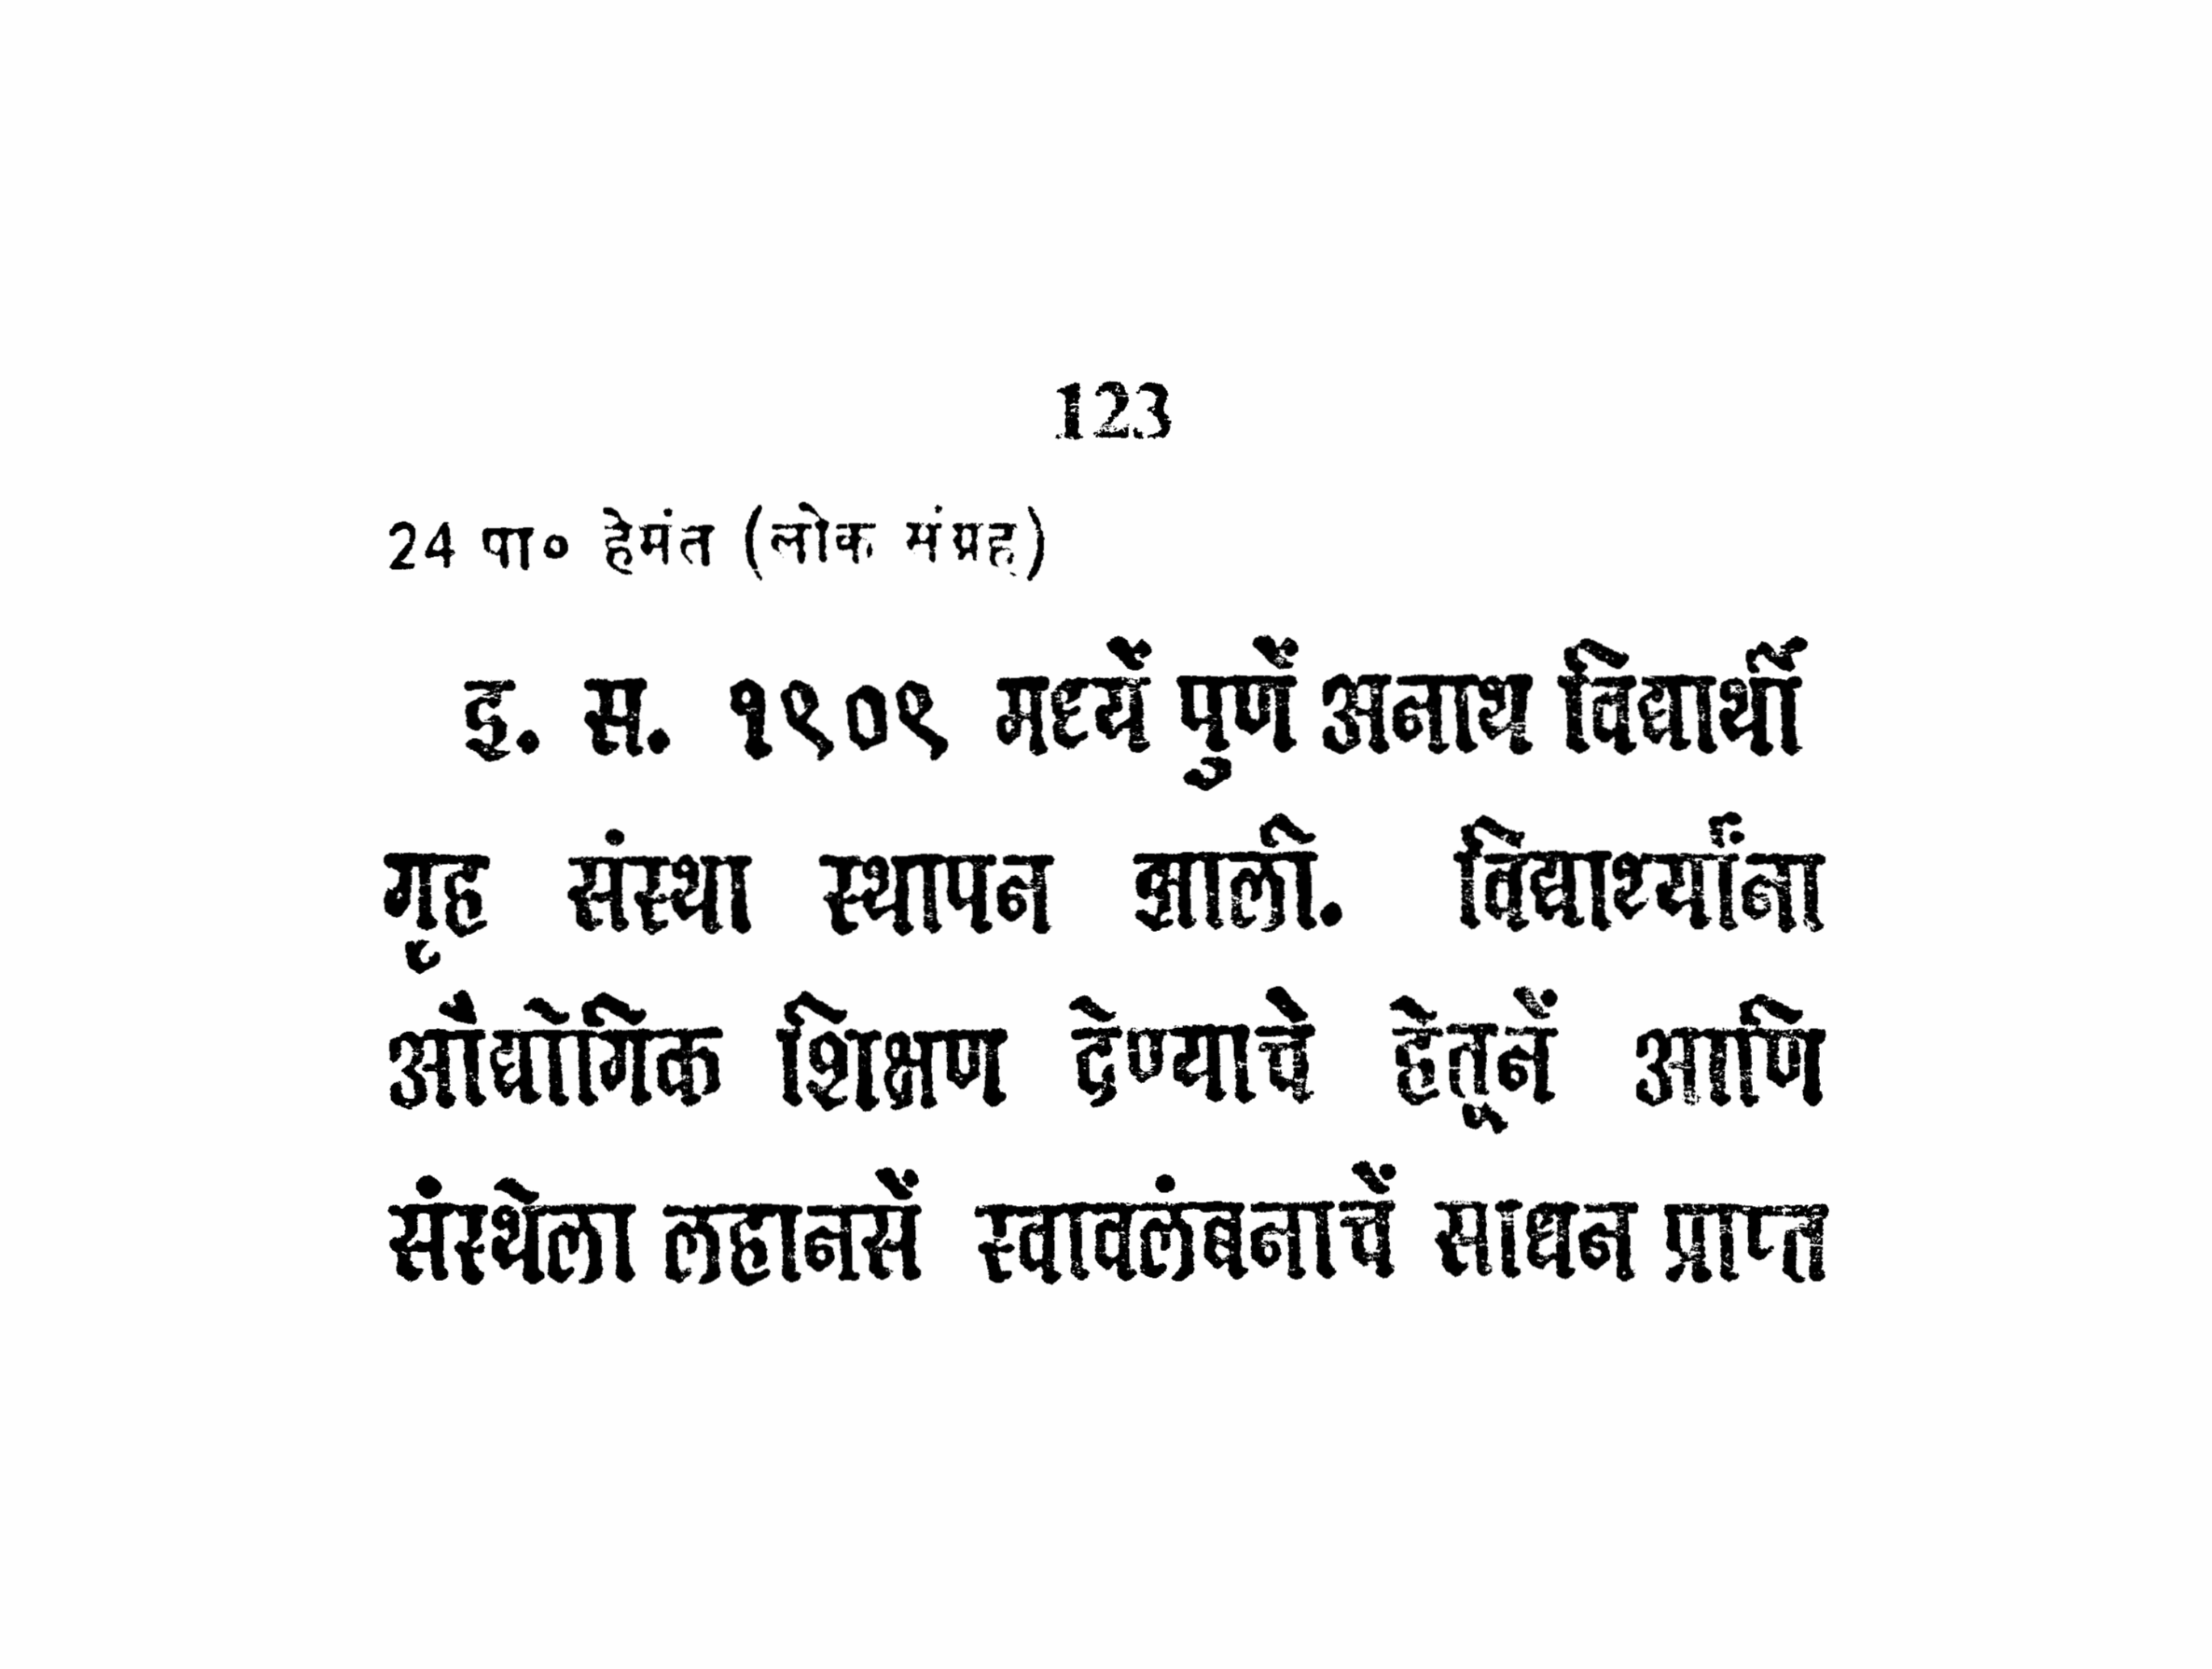 123
24 पा० हेमंत (लोक मंग्रह)
इ. स. १९०९ मध्यें पुणें अनाथ विद्यार्थी
गृह संस्था स्थापन झाली. विद्यार्थ्यांना
औद्योगिक शिक्षण देण्याचे हेतूनें आणि
संस्थेला लहानसें स्वावलंबनाचें साधन प्राप्त